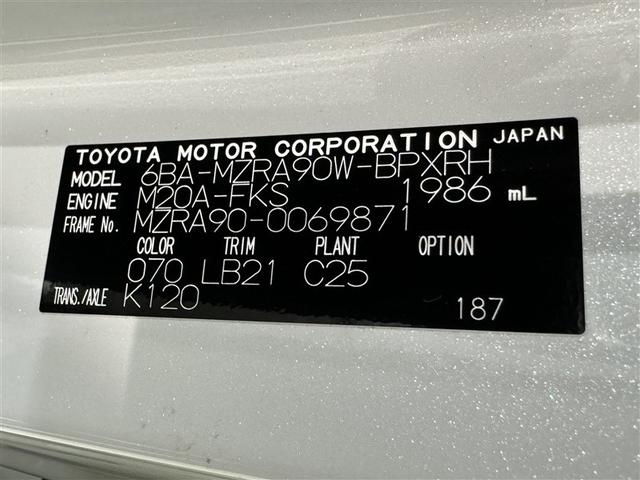 TOYOTA MOTOR CORPORATION JAPAN
MODEL 6BA-MZRA90W-BPXRH
ENGINE M20A-FKS 1986 mL
FRAME No. MZRA90-0069871
COLOR TRIM PLANT OPTION
070 LB21 C25
TRANS./AXLE K120 187